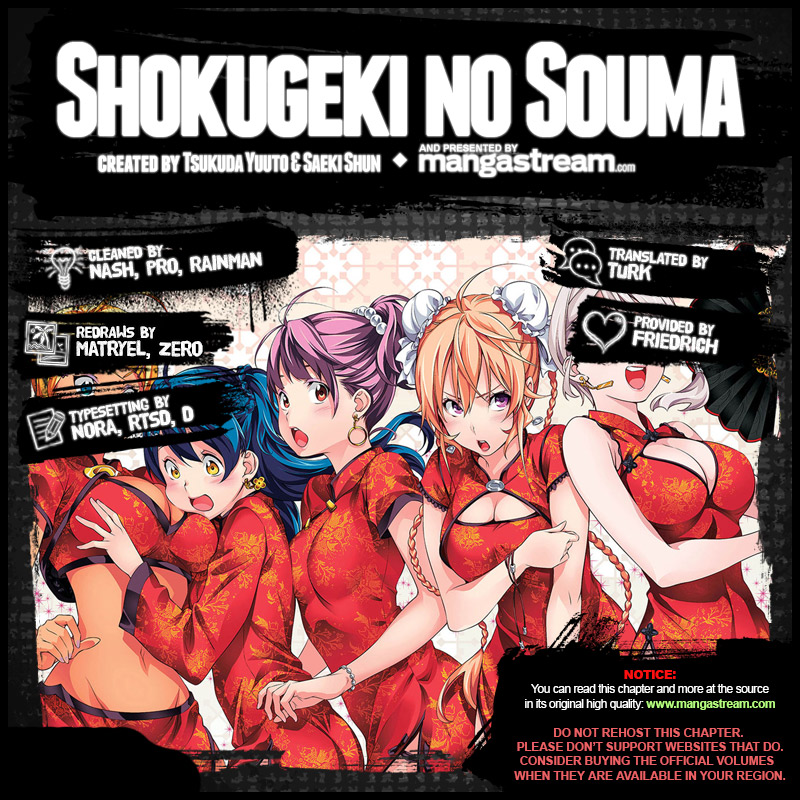 SHOKUGEKI NO SOUMA
CREATED BY TSUKUDA YUUTO & SAEKI SHUN ◆ AND PRESENTED BY mangastream.com
CLEANED BY
NASH, PRO, RAINMAN
REDRAWS BY
MATRYEL, ZERO
TYPESETTING BY
NORA, RTSD, D
TRANSLATED BY
TURK
PROVIDED BY
FRIEDRICH
NOTICE:
You can read this chapter and more at the source
in its original high quality: www.mangastream.com
DO NOT REHOST THIS CHAPTER.
PLEASE DON'T SUPPORT WEBSITES THAT DO.
CONSIDER BUYING THE OFFICIAL VOLUMES
WHEN THEY ARE AVAILABLE IN YOUR REGION.